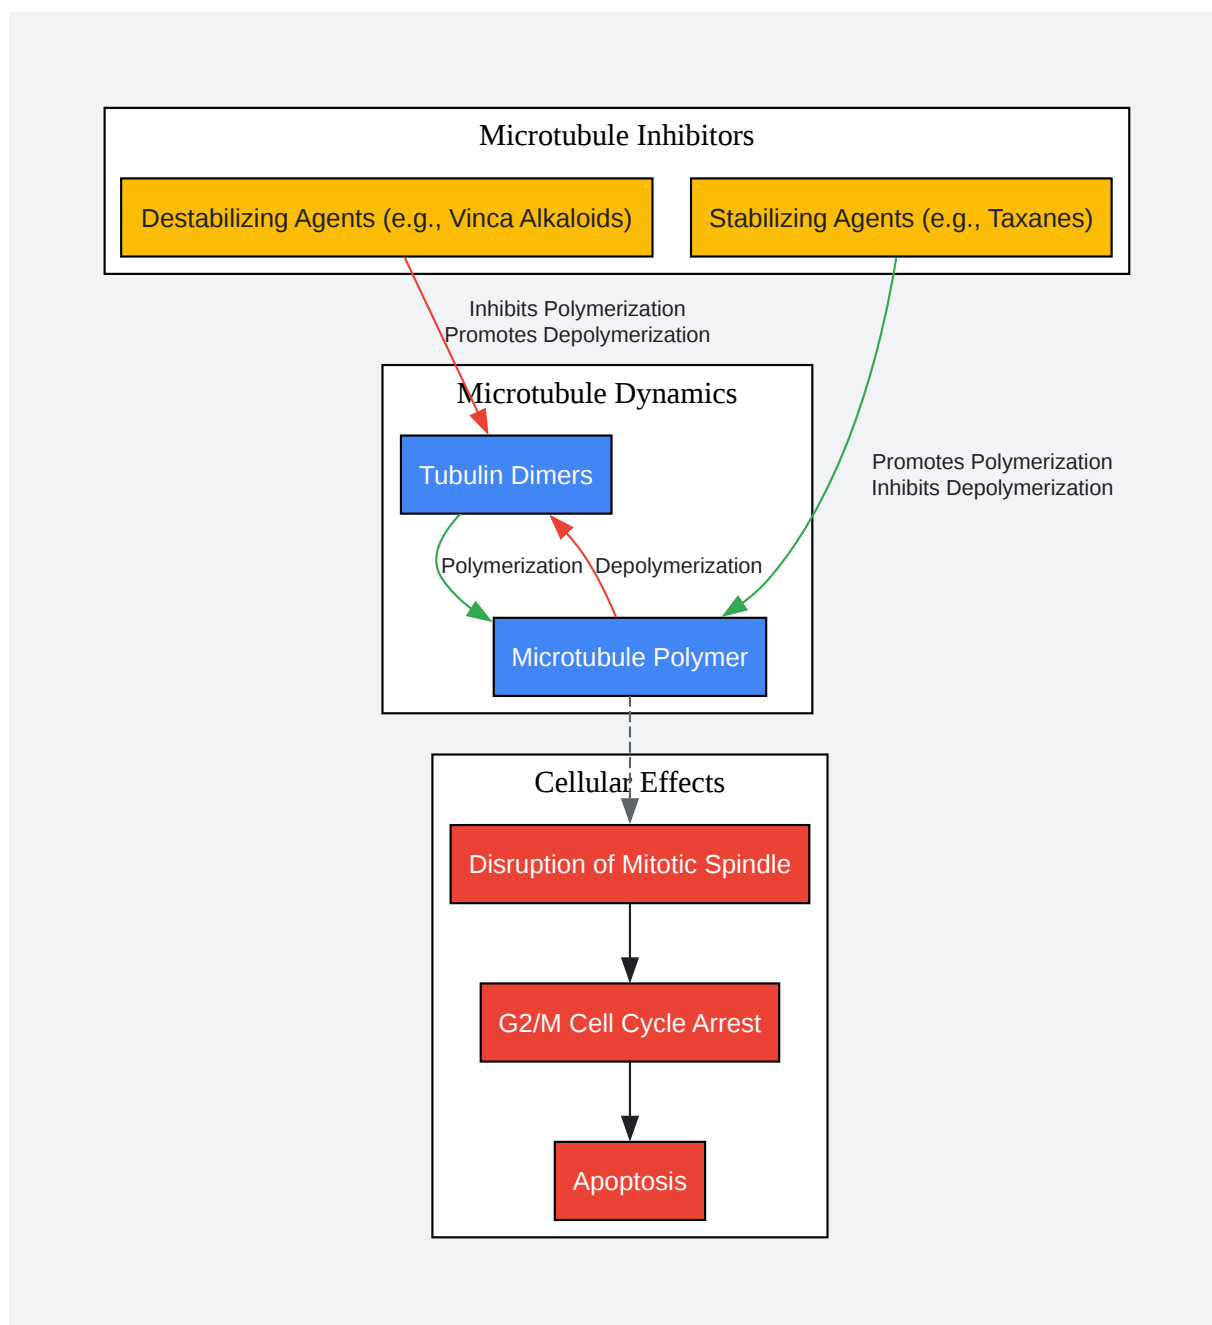 Microtubule Inhibitors
Destabilizing Agents (e.g., Vinca Alkaloids)
Stabilizing Agents (e.g., Taxanes)
Inhibits Polymerization
Promotes Depolymerization
Microtubule Dynamics
Tubulin Dimers
Promotes Polymerization
Inhibits Depolymerization
Polymerization
Depolymerization
Microtubule Polymer
Cellular Effects
Disruption of Mitotic Spindle
G2/M Cell Cycle Arrest
Apoptosis